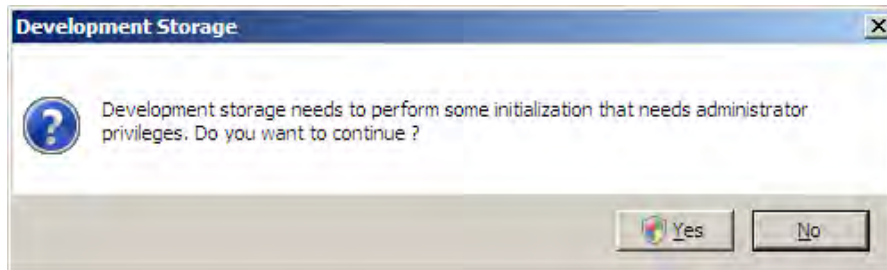 Development Storage
Development storage needs to perform some initialization that needs administrator
privileges. Do you want to continue ?
Yes
No